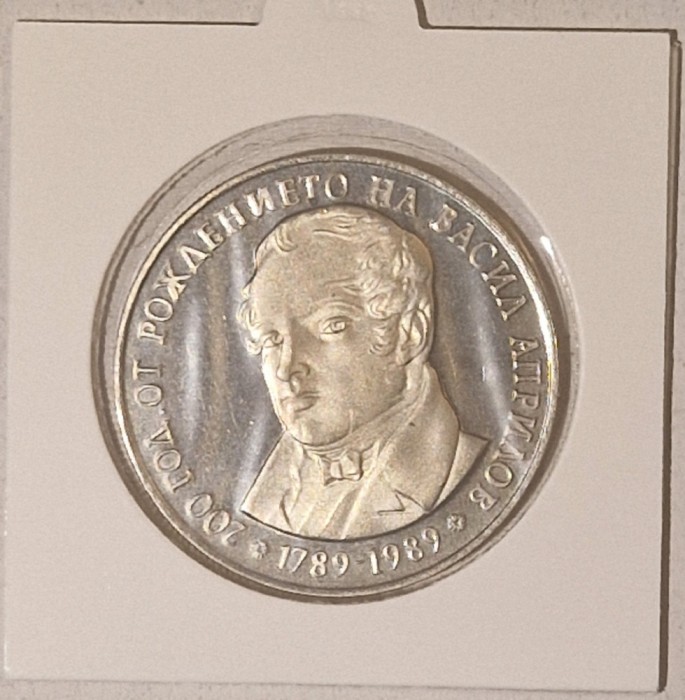 200 ГОД. ОТ РОЖДЕНИЕТО НА ВАСИЛ АПРИЛОВ
* 1789-1989 *